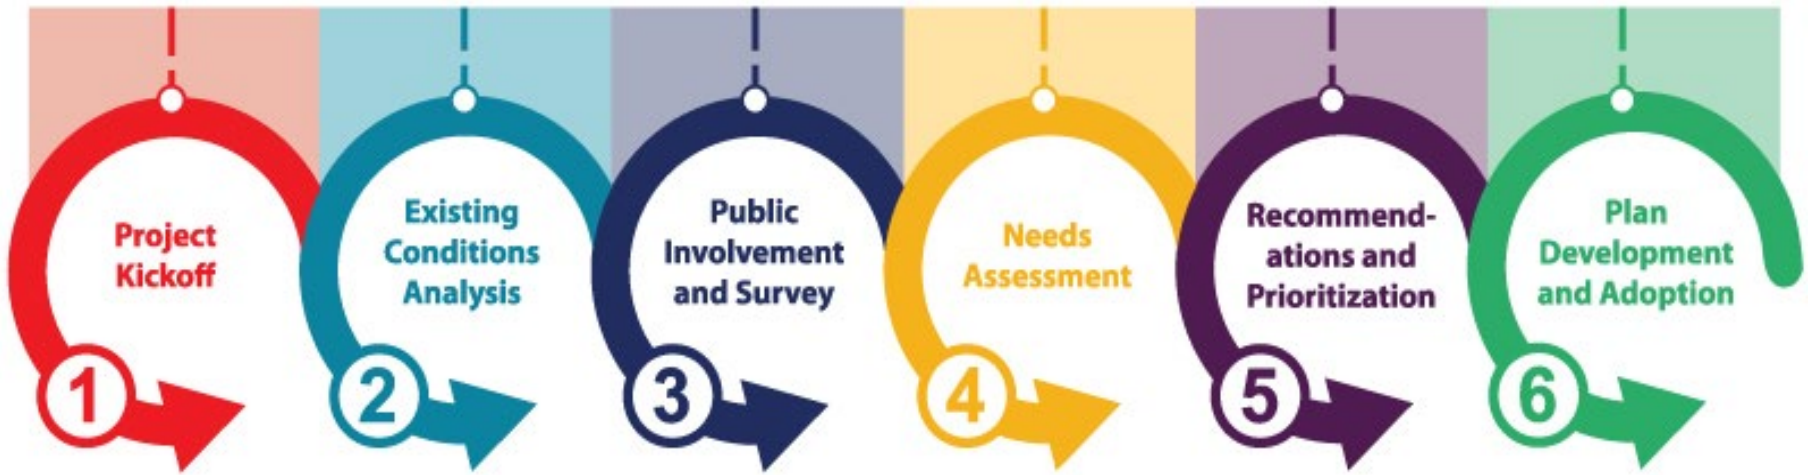 Project
Kickoff
1
Existing
Conditions
Analysis
2
Public
Involvement
and Survey
3
Needs
Assessment
4
Recommend-
ations and
Prioritization
5
Plan
Development
and Adoption
6